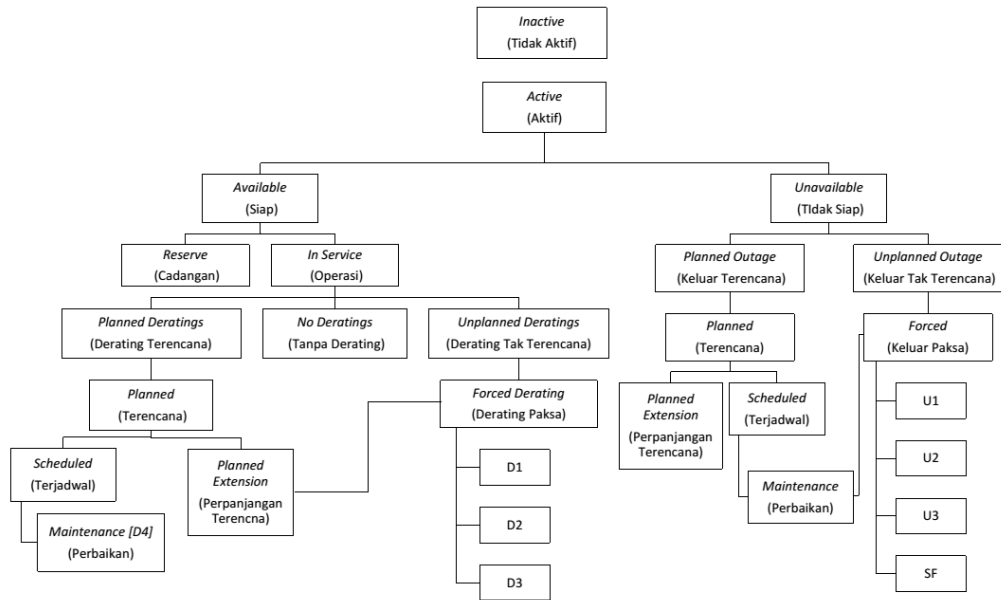 Inactive
(Tidak Aktif)
Active
(Aktif)
Available
(Siap)
Unavailable
(TIdak Siap)
Reserve
(Cadangan)
In Service
(Operasi)
Planned Outage
(Keluar Terencana)
Unplanned Outage
(Keluar Tak Terencana)
Planned Deratings
(Derating Terencana)
No Deratings
(Tanpa Derating)
Unplanned Deratings
(Derating Tak Terencana)
Planned
(Terencana)
Forced
(Keluar Paksa)
Planned
(Terencana)
Forced Derating
(Derating Paksa)
Planned
Extension
(Perpanjangan
Terencana)
Scheduled
(Terjadwal)
U1
Scheduled
(Terjadwal)
Planned
Extension
(Perpanjangan
Terencna)
D1
Maintenance
(Perbaikan)
U2
Maintenance [D4]
(Perbaikan)
D2
U3
D3
SF